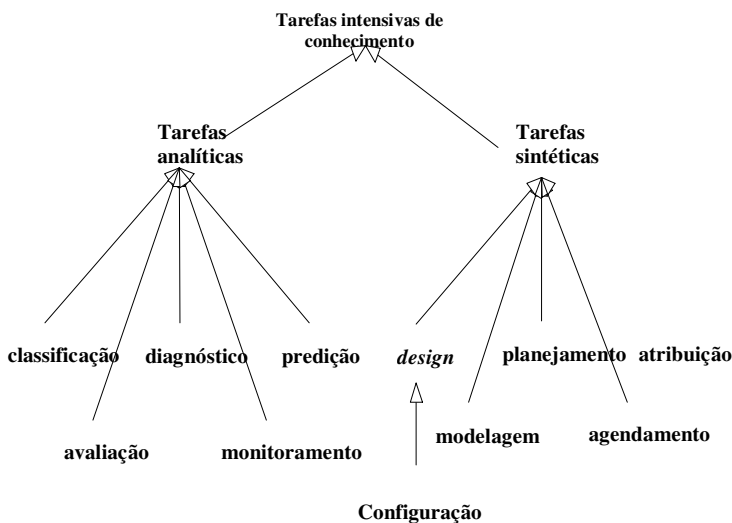 Tarefas intensivas de
conhecimento
Tarefas
analíticas
Tarefas
sintéticas
classificação
diagnóstico
predição
design
planejamento
atribuição
avaliação
monitoramento
modelagem
agendamento
Configuração